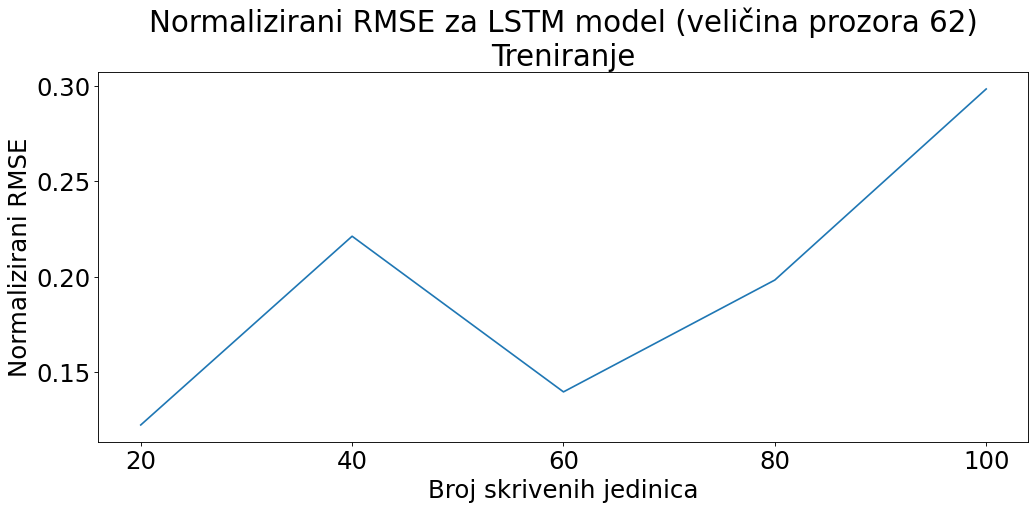 Normalizirani RMSE za LSTM model (veličina prozora 62)
Treniranje
Normalizirani RMSE
0.30
0.25
0.20
0.15
20 40 60 80 100
Broj skrivenih jedinica